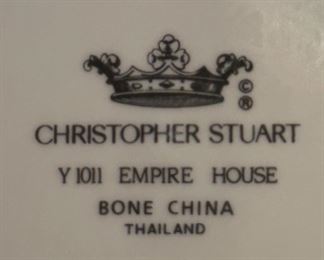 ©
®
CHRISTOPHER STUART
Y 1011 EMPIRE HOUSE
BONE CHINA
THAILAND